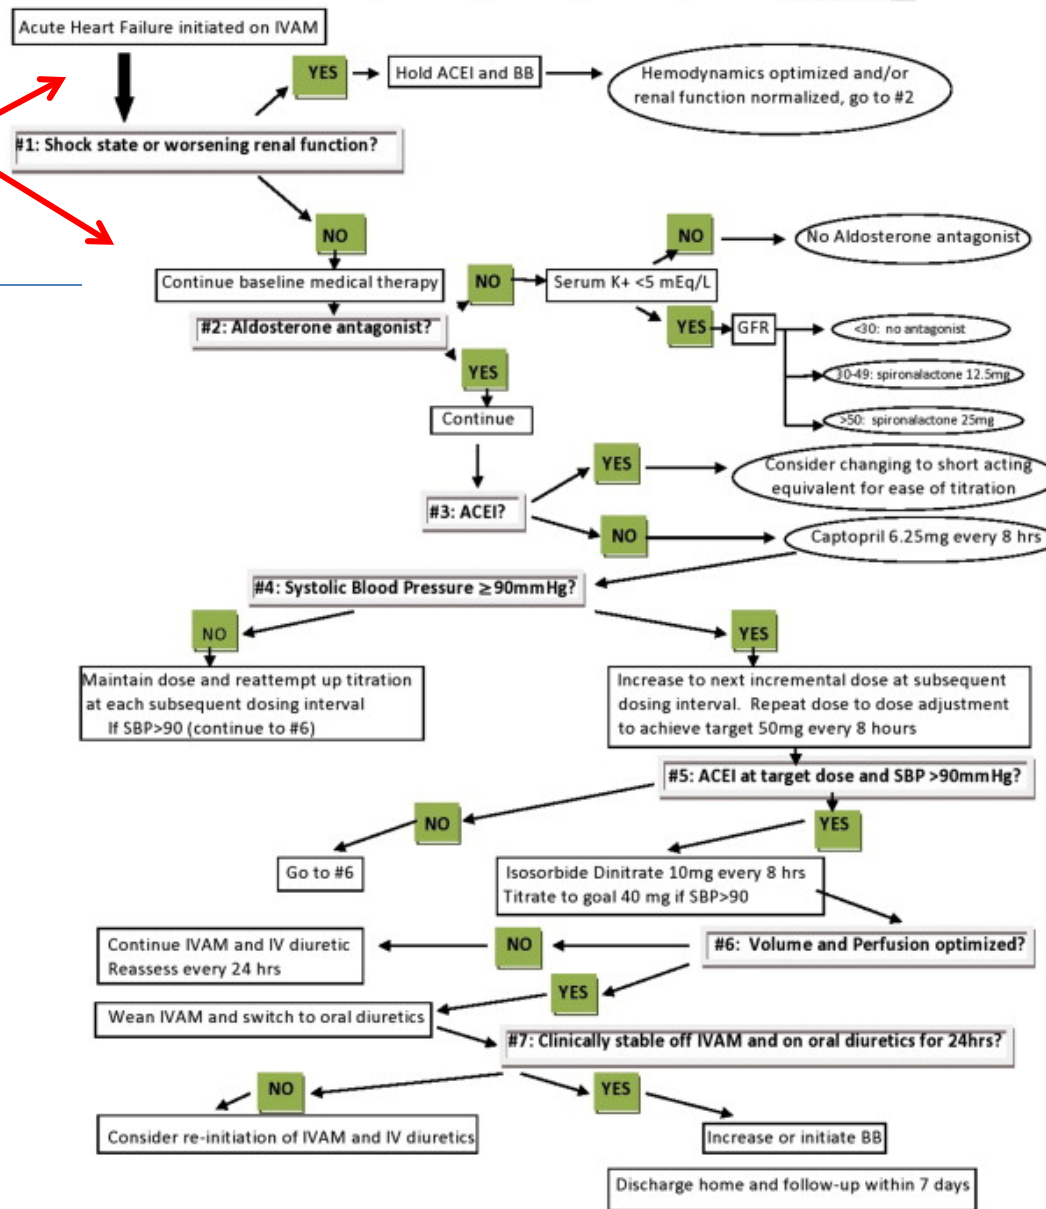 Acute Heart Failure initiated on IVAM
YES
Hold ACEI and BB
Hemodynamics optimized and/or
renal function normalized, go to #2
#1: Shock state or worsening renal function?
NO
Continue baseline medical therapy
#2: Aldosterone antagonist?
NO
Serum K+ <5 mEq/L
NO
No Aldosterone antagonist
YES
GFR
<30: no antagonist
30-49: spironalactone 12.5mg
>50: spironalactone 25mg
YES
Continue
#3: ACEI?
YES
Consider changing to short acting
equivalent for ease of titration
NO
Captopril 6.25mg every 8 hrs
#4: Systolic Blood Pressure ≥90mmHg?
NO
Maintain dose and reattempt up titration
at each subsequent dosing interval
If SBP>90 (continue to #6)
YES
Increase to next incremental dose at subsequent
dosing interval. Repeat dose to dose adjustment
to achieve target 50mg every 8 hours
#5: ACEI at target dose and SBP >90mmHg?
NO
Go to #6
YES
Isosorbide Dinitrate 10mg every 8 hrs
Titrate to goal 40 mg if SBP>90
#6: Volume and Perfusion optimized?
NO
Continue IVAM and IV diuretic
Reassess every 24 hrs
YES
Wean IVAM and switch to oral diuretics
#7: Clinically stable off IVAM and on oral diuretics for 24hrs?
NO
Consider re-initiation of IVAM and IV diuretics
YES
Increase or initiate BB
Discharge home and follow-up within 7 days